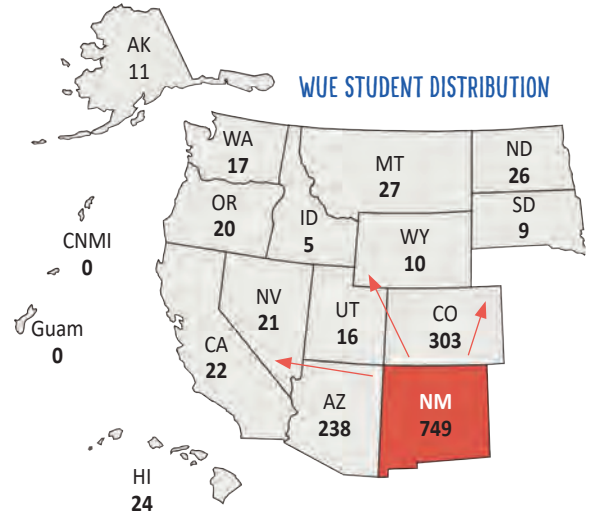 AK
11
WUE STUDENT DISTRIBUTION
WA
17
MT
27
ND
26
OR
20
ID
5
SD
9
WY
10
CNMI
0
NV
21
UT
16
CO
303
Guam
0
CA
22
AZ
238
NM
749
HI
24